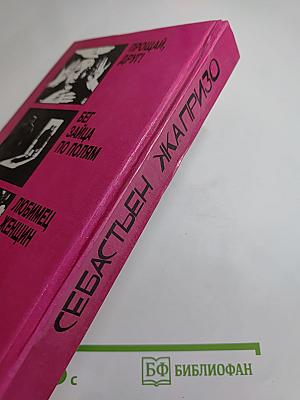 ПРОЩАЙ,
ДРУГ!
БЕГ
ЗАЙЦА
ПО ПОЛЯМ
ЛЮБИМЕЦ
ЖЕНЩИН
СЕБАСТЬЕН ЖАПРИЗО
с
БФ БИБЛИОФАН